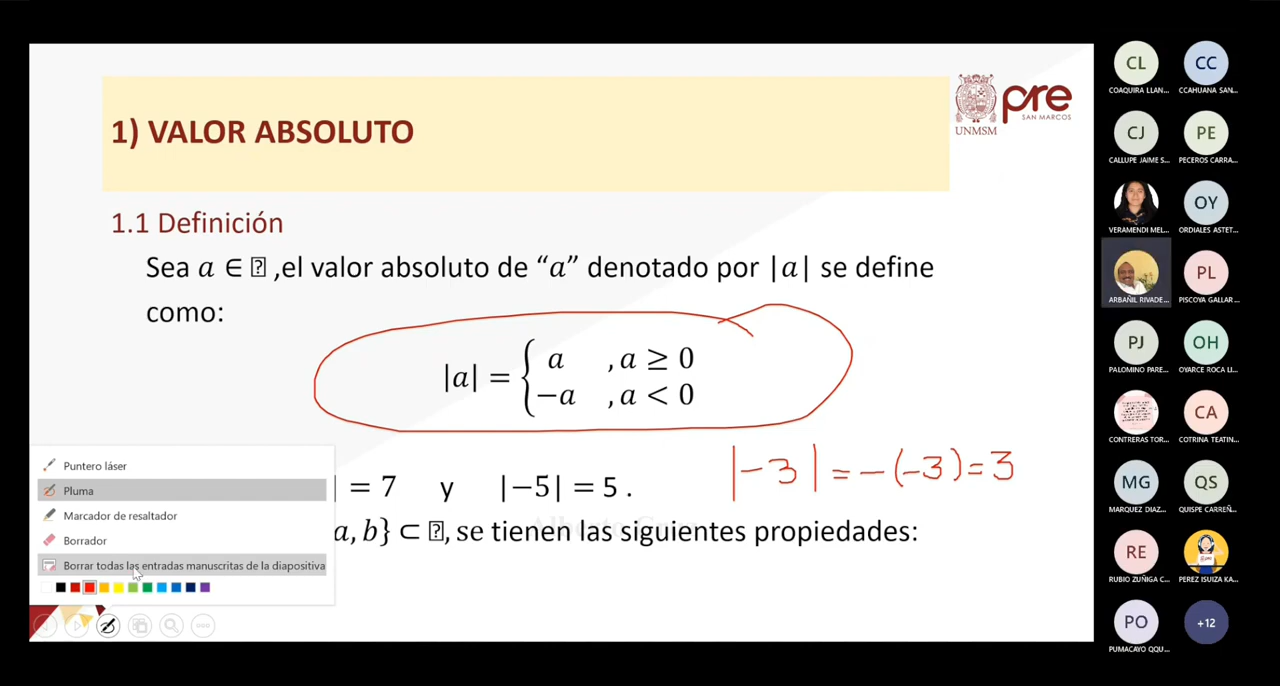 1) VALOR ABSOLUTO
UNMSM
pre
SAN MARCOS
1.1 Definición
Sea a ∈ ⍰ ,el valor absoluto de “a” denotado por |a| se define
como:
|a| = { a , a ≥ 0
−a , a < 0
|−3| = −(−3) = 3
| = 7 y |−5| = 5 .
a, b} ⊂ ⍰, se tienen las siguientes propiedades:
Puntero láser
Pluma
Marcador de resaltador
Borrador
Borrar todas las entradas manuscritas de la diapositiva
CL
COAQUIRA LLAN...
CC
CCAHUANA SAN...
CJ
CALLUPE JAIME S...
PE
PECEROS CARRA...
VERAMENDI MEL...
OY
ORDIALES ASTET...
ARBAÑIL RIVADE...
PL
PISCOYA GALLAR...
PJ
PALOMINO PARE...
OH
OYARCE ROCA LI...
CONTRERAS TOR...
CA
COTRINA TEATIN...
MG
MARQUEZ DIAZ...
QS
QUISPE CARREÑ...
RE
RUBIO ZUÑIGA C...
PEREZ ISUIZA KA...
PO
PUMACAYO QQU...
+12